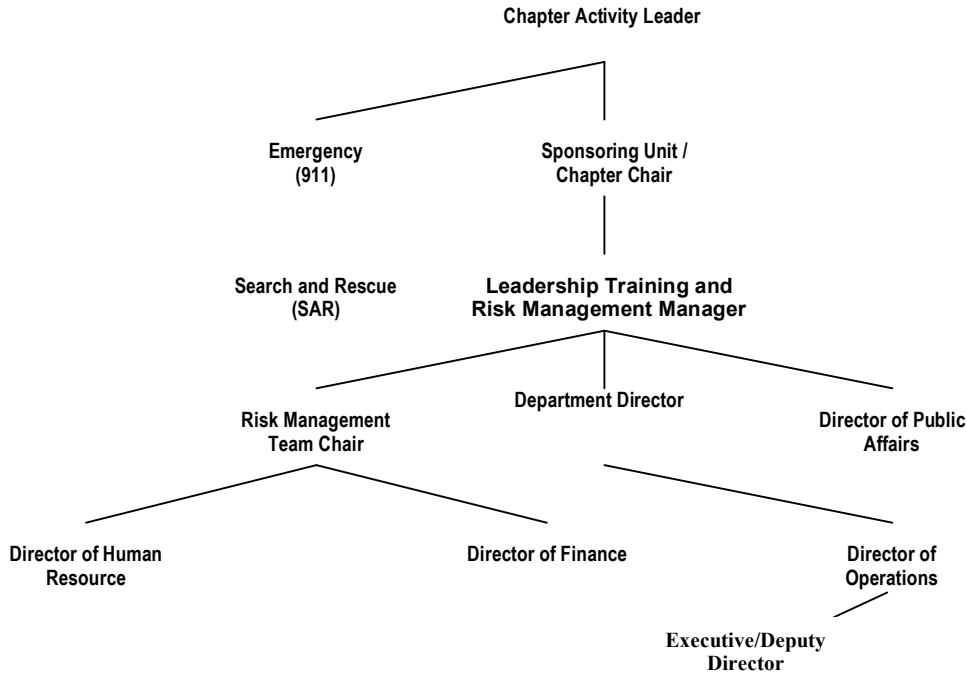 Chapter Activity Leader
Emergency
(911)
Sponsoring Unit /
Chapter Chair
Search and Rescue
(SAR)
Leadership Training and
Risk Management Manager
Risk Management
Team Chair
Department Director
Director of Public
Affairs
Director of Human
Resource
Director of Finance
Director of
Operations
Executive/Deputy
Director